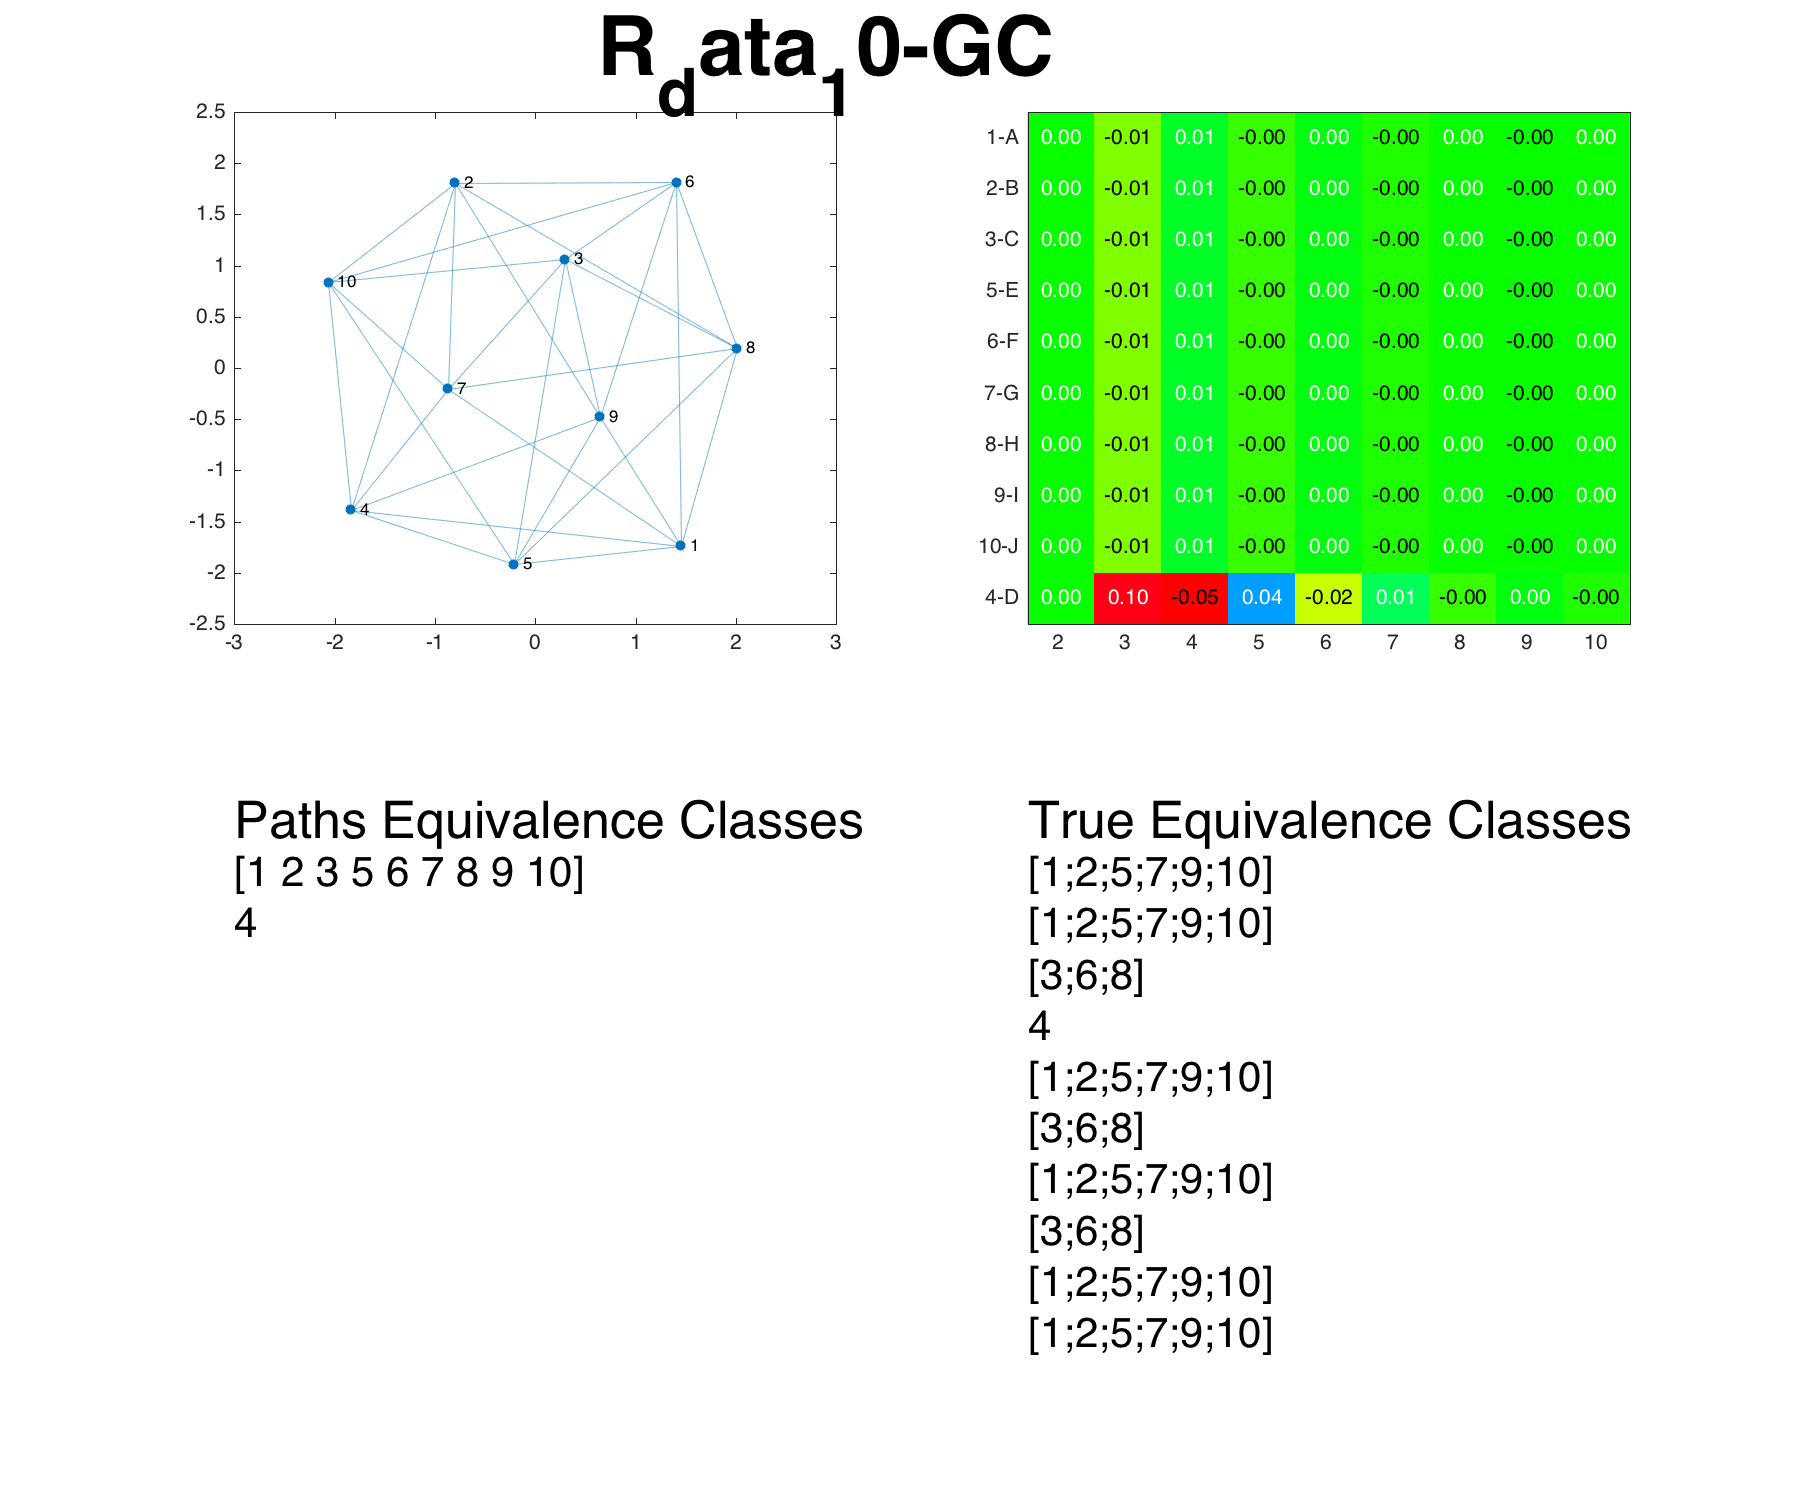 R_data_10-GC
2.5
2
1.5
1
0.5
0
-0.5
-1
-1.5
-2
-2.5
-3 -2 -1 0 1 2 3
2
6
3
10
8
7
9
4
1
5
1-A 0.00 -0.01 0.01 -0.00 0.00 -0.00 0.00 -0.00 0.00
2-B 0.00 -0.01 0.01 -0.00 0.00 -0.00 0.00 -0.00 0.00
3-C 0.00 -0.01 0.01 -0.00 0.00 -0.00 0.00 -0.00 0.00
5-E 0.00 -0.01 0.01 -0.00 0.00 -0.00 0.00 -0.00 0.00
6-F 0.00 -0.01 0.01 -0.00 0.00 -0.00 0.00 -0.00 0.00
7-G 0.00 -0.01 0.01 -0.00 0.00 -0.00 0.00 -0.00 0.00
8-H 0.00 -0.01 0.01 -0.00 0.00 -0.00 0.00 -0.00 0.00
9-I 0.00 -0.01 0.01 -0.00 0.00 -0.00 0.00 -0.00 0.00
10-J 0.00 -0.01 0.01 -0.00 0.00 -0.00 0.00 -0.00 0.00
4-D 0.00 0.10 -0.05 0.04 -0.02 0.01 -0.00 0.00 -0.00
2 3 4 5 6 7 8 9 10
Paths Equivalence Classes
[1 2 3 5 6 7 8 9 10]
4
True Equivalence Classes
[1;2;5;7;9;10]
[1;2;5;7;9;10]
[3;6;8]
4
[1;2;5;7;9;10]
[3;6;8]
[1;2;5;7;9;10]
[3;6;8]
[1;2;5;7;9;10]
[1;2;5;7;9;10]